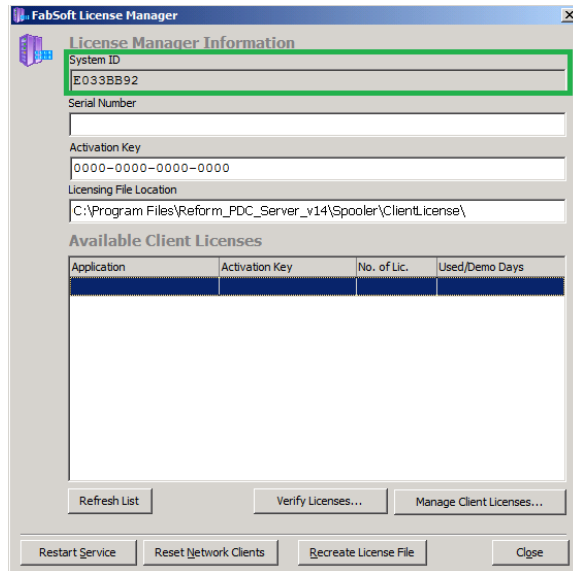 FabSoft License Manager
License Manager Information
System ID
E033BB92
Serial Number
Activation Key
0000-0000-0000-0000
Licensing File Location
C:\Program Files\Reform_PDC_Server_v14\Spooler\ClientLicense\
Available Client Licenses
Application Activation Key No. of Lic. Used/Demo Days
Refresh List Verify Licenses... Manage Client Licenses...
Restart Service Reset Network Clients Recreate License File Close